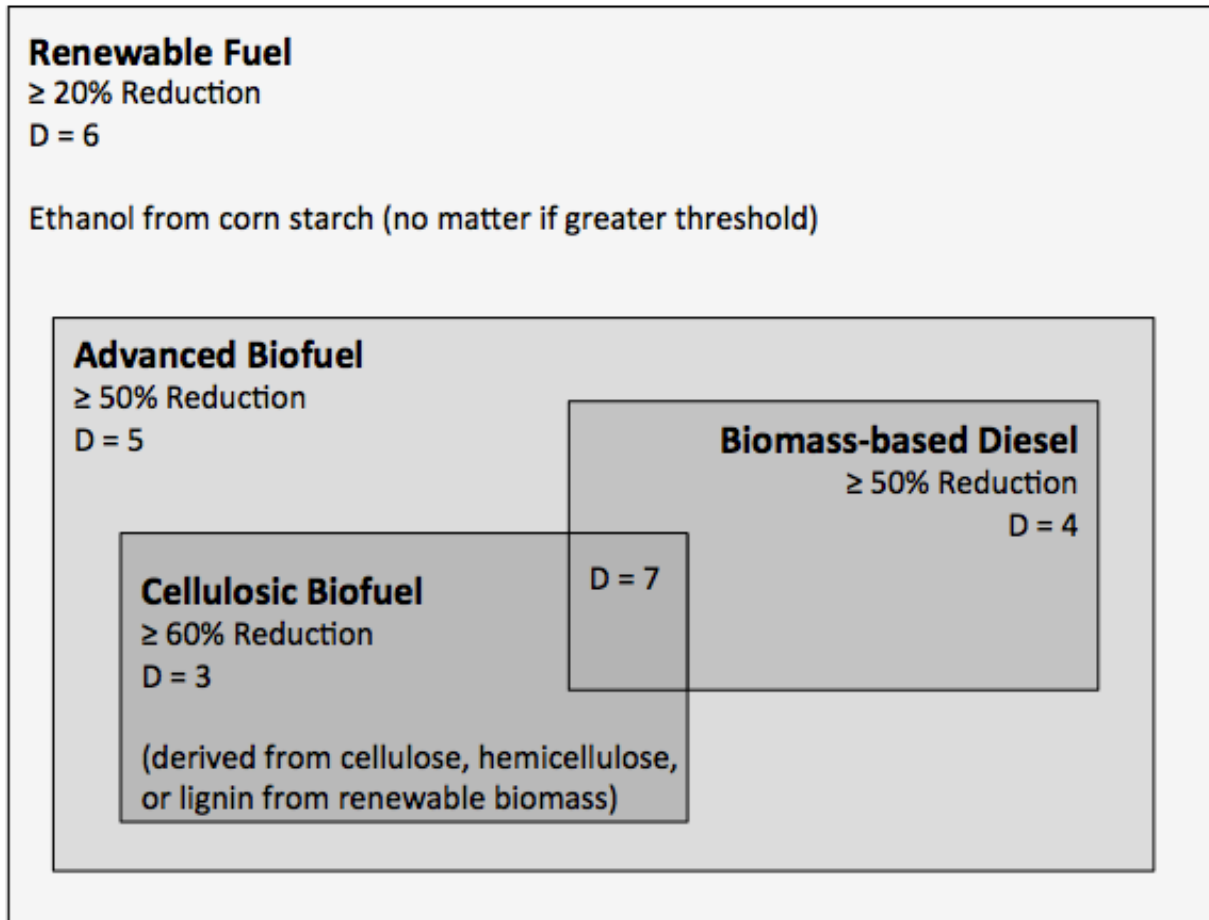 Renewable Fuel
≥ 20% Reduction
D = 6
Ethanol from corn starch (no matter if greater threshold)
Advanced Biofuel
≥ 50% Reduction
D = 5
Biomass-based Diesel
≥ 50% Reduction
D = 4
Cellulosic Biofuel
≥ 60% Reduction
D = 3
(derived from cellulose, hemicellulose,
or lignin from renewable biomass)
D = 7